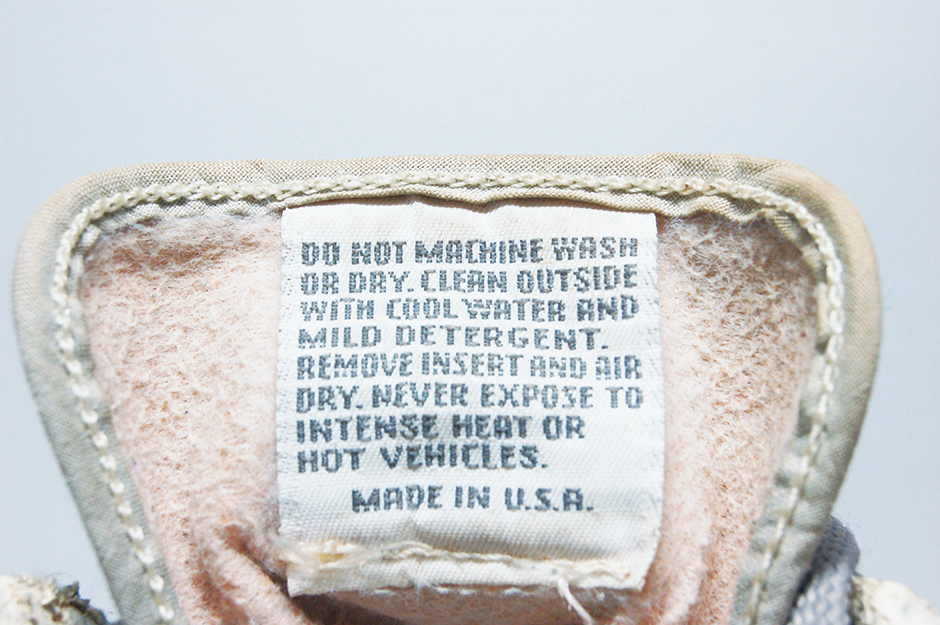 DO NOT MACHINE WASH
OR DRY. CLEAN OUTSIDE
WITH COOL WATER AND
MILD DETERGENT.
REMOVE INSERT AND AIR
DRY. NEVER EXPOSE TO
INTENSE HEAT OR
HOT VEHICLES.
MADE IN U.S.A.